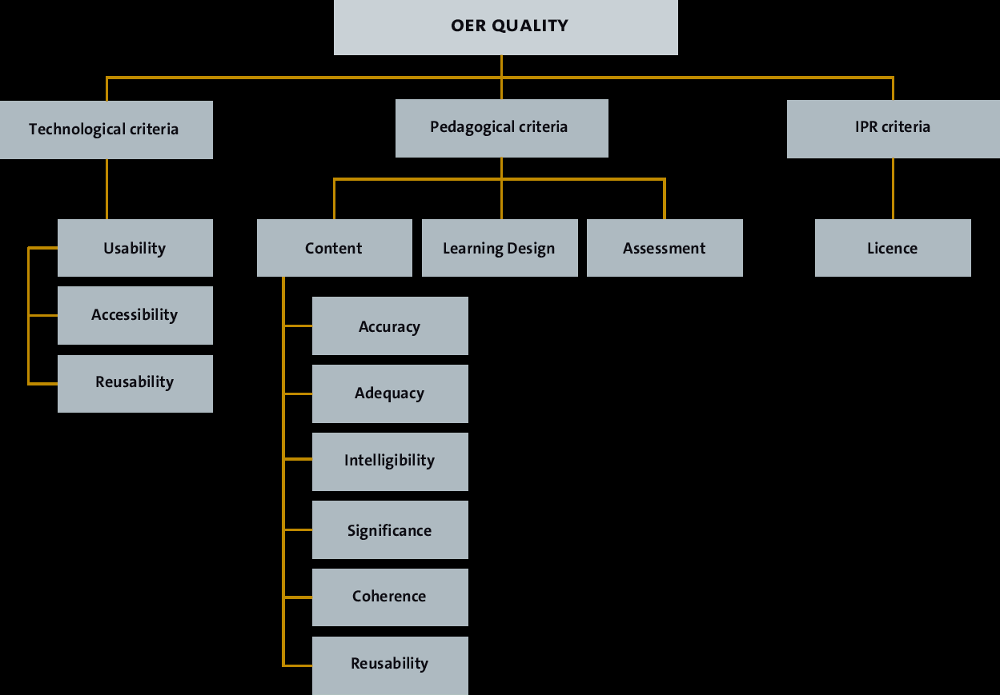 OER QUALITY
Technological criteria
Pedagogical criteria
IPR criteria
Usability
Accessibility
Reusability
Content
Learning Design
Assessment
Licence
Accuracy
Adequacy
Intelligibility
Significance
Coherence
Reusability